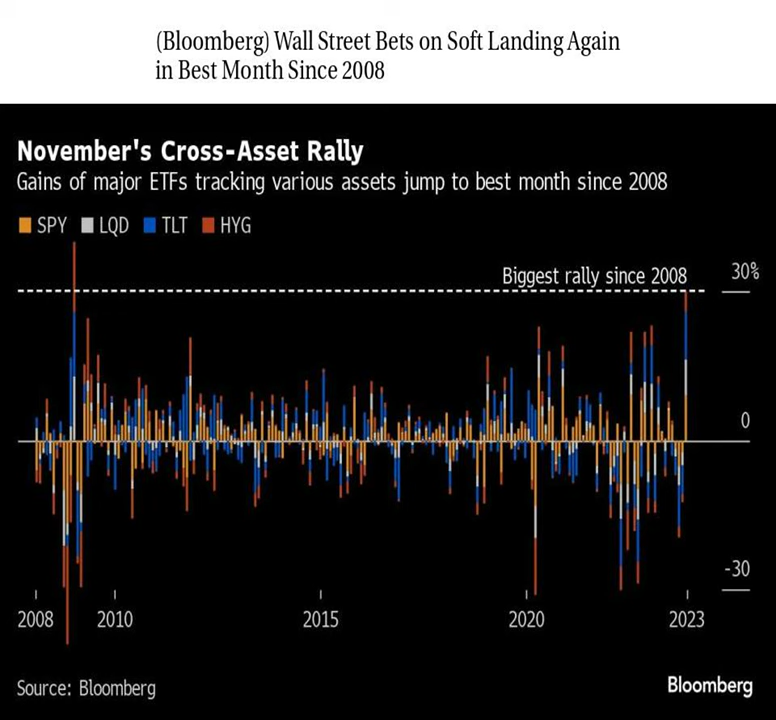 (Bloomberg) Wall Street Bets on Soft Landing Again
in Best Month Since 2008
November's Cross-Asset Rally
Gains of major ETFs tracking various assets jump to best month since 2008
SPY LQD TLT HYG
Biggest rally since 2008
30%
0
-30
2008 2010 2015 2020 2023
Source: Bloomberg
Bloomberg